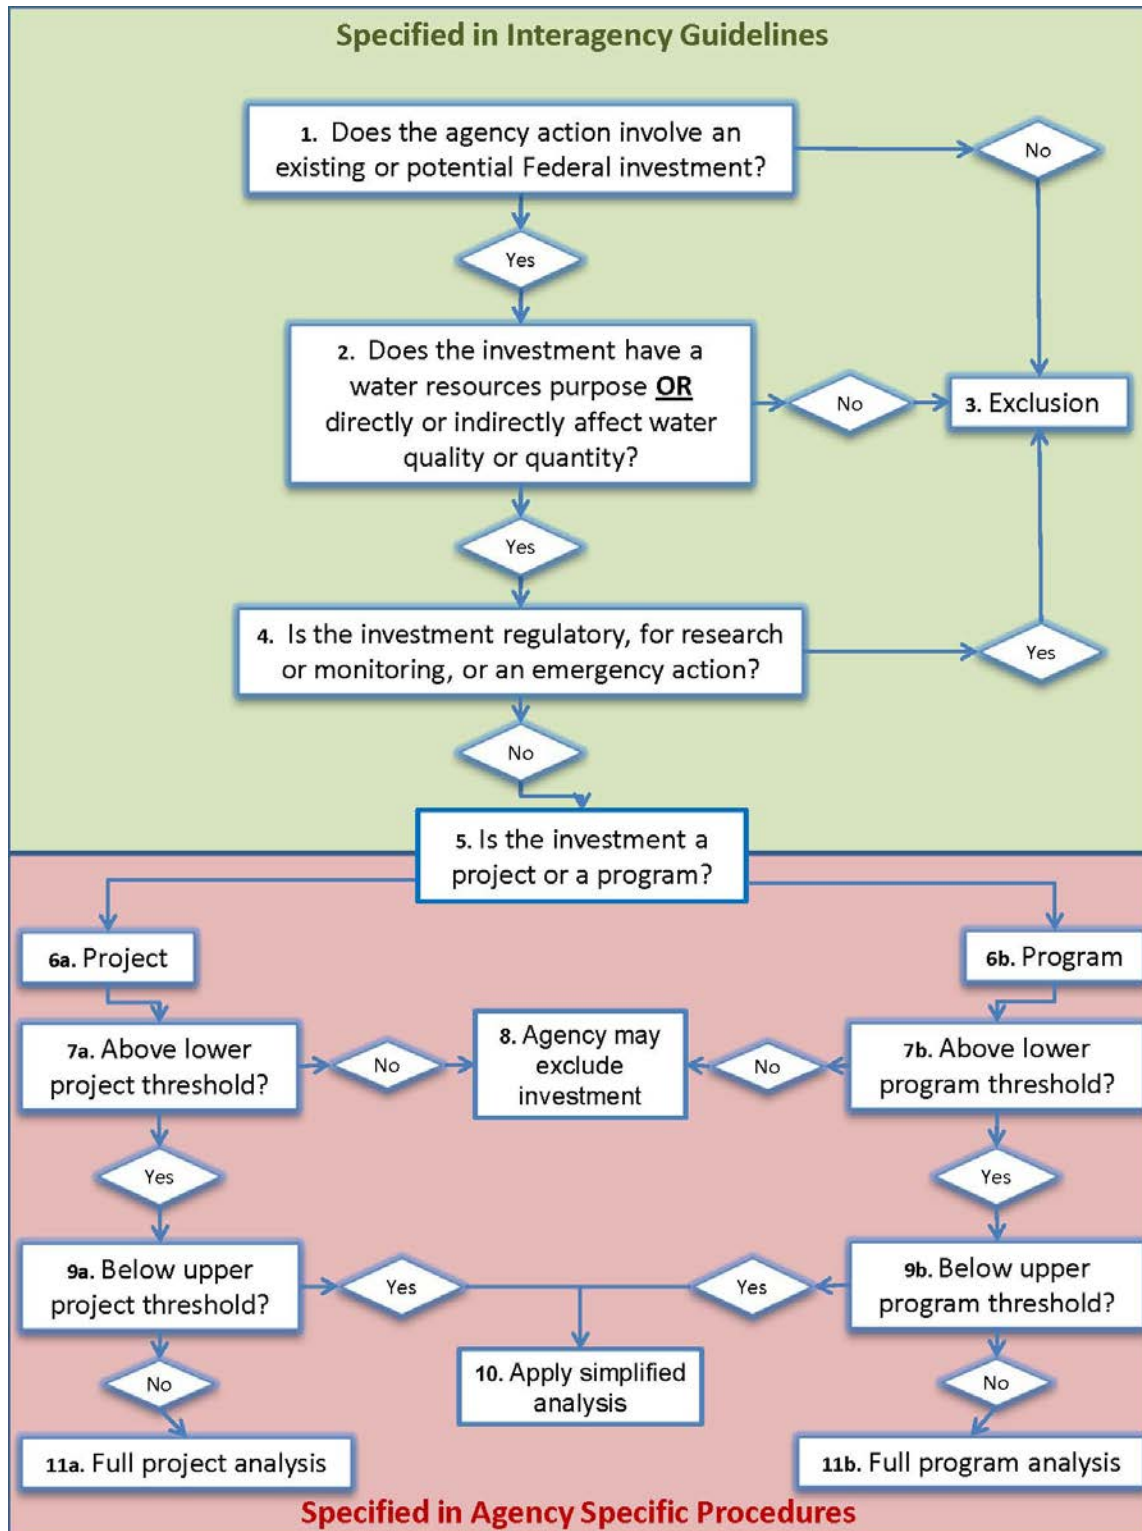 Specified in Interagency Guidelines
1. Does the agency action involve an
existing or potential Federal investment?
No
Yes
2. Does the investment have a
water resources purpose OR
directly or indirectly affect water
quality or quantity?
No
3. Exclusion
Yes
4. Is the investment regulatory, for research
or monitoring, or an emergency action?
Yes
No
5. Is the investment a
project or a program?
6a. Project
6b. Program
7a. Above lower
project threshold?
No
8. Agency may
exclude
investment
No
7b. Above lower
program threshold?
Yes
Yes
9a. Below upper
project threshold?
Yes
Yes
9b. Below upper
program threshold?
No
10. Apply simplified
analysis
No
11a. Full project analysis
11b. Full program analysis
Specified in Agency Specific Procedures